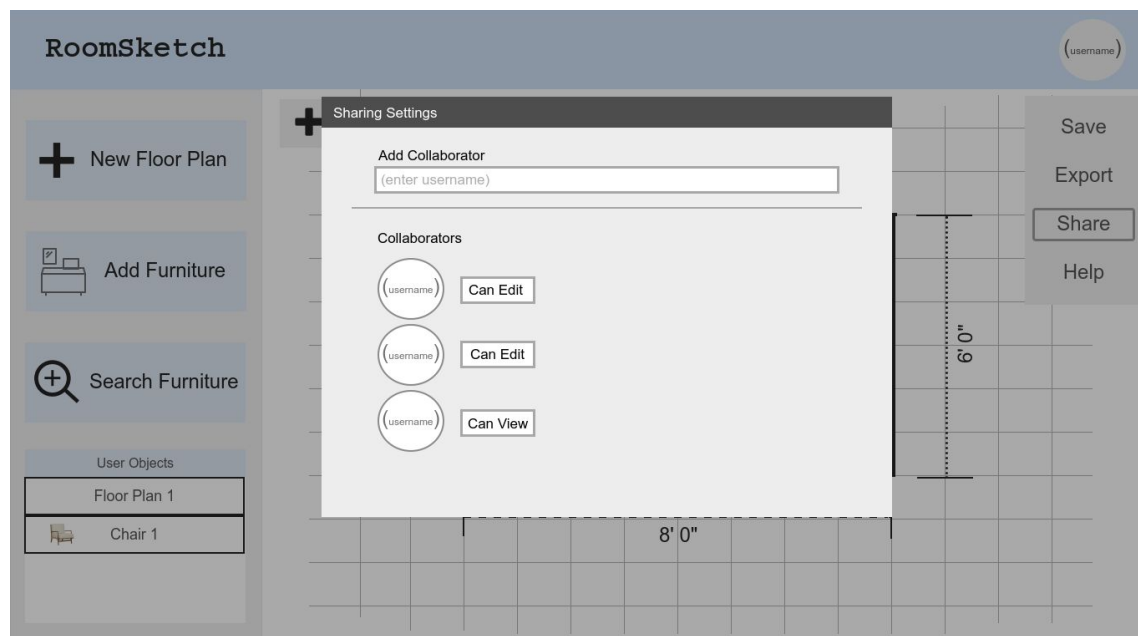 RoomSketch
(username)
New Floor Plan
Add Furniture
Search Furniture
User Objects
Floor Plan 1
Chair 1
Sharing Settings
Add Collaborator
(enter username)
Collaborators
(username) Can Edit
(username) Can Edit
(username) Can View
8' 0"
6' 0"
Save
Export
Share
Help